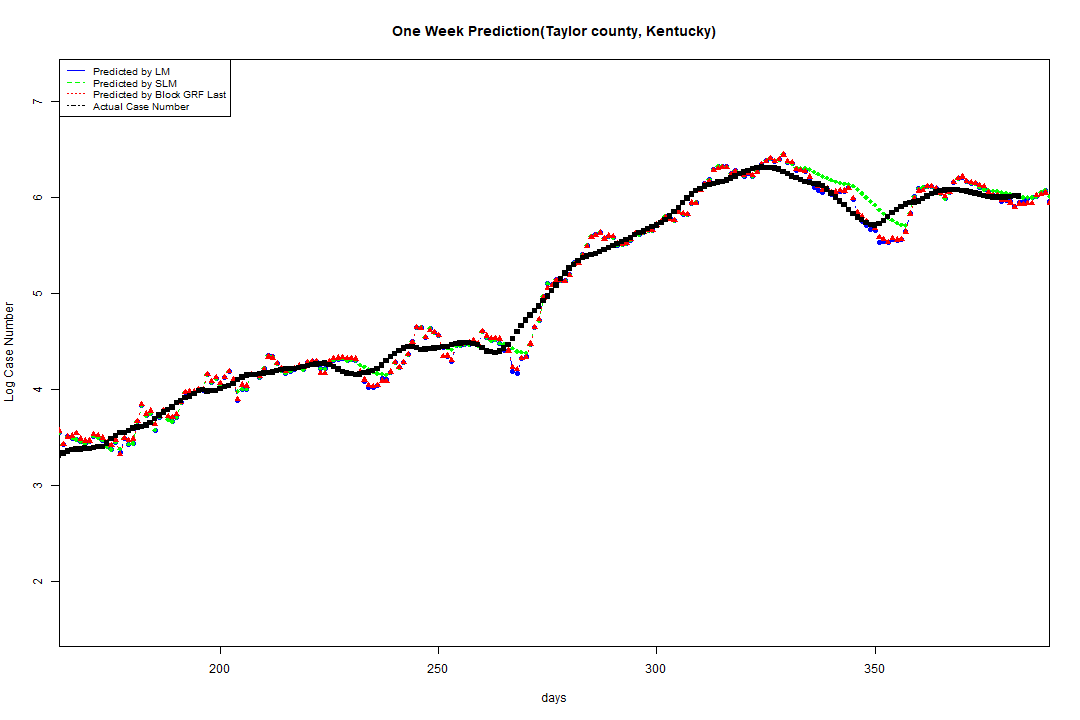 One Week Prediction(Taylor county, Kentucky)
Predicted by LM
Predicted by SLM
Predicted by Block GRF Last
Actual Case Number
7
6
5
4
3
2
Log Case Number
200 250 300 350
days